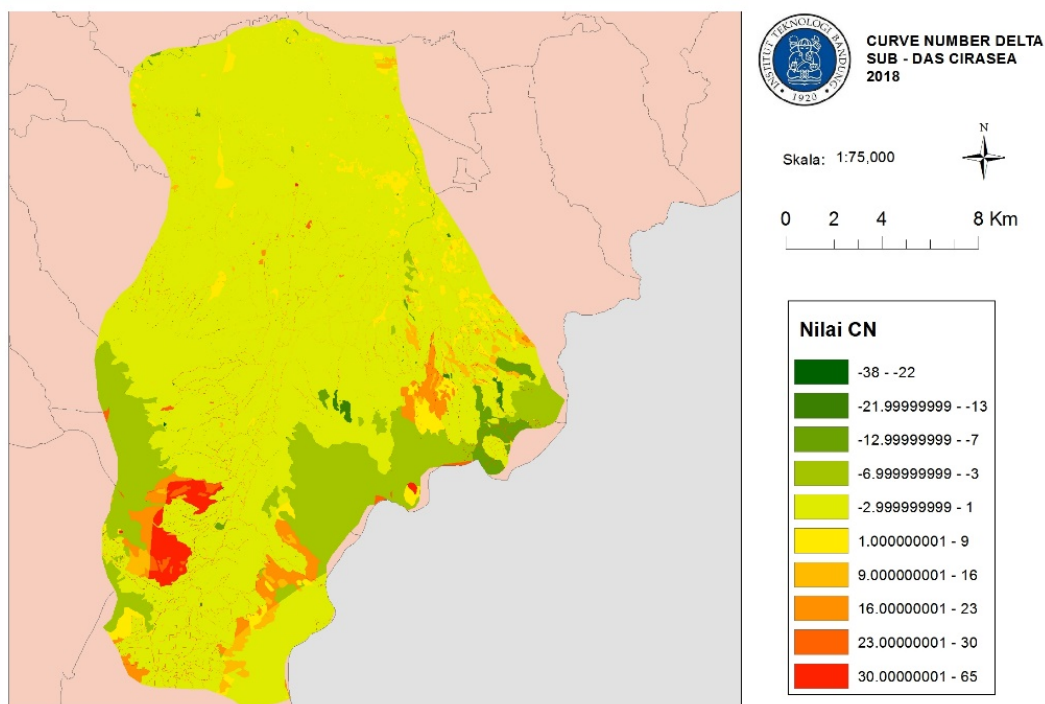 INSTITUT TEKNOLOGI BANDUNG
1920
CURVE NUMBER DELTA
SUB - DAS CIRASEA
2018
N
Skala: 1:75,000
0 2 4 8 Km
Nilai CN
-38 - -22
-21.99999999 - -13
-12.99999999 - -7
-6.999999999 - -3
-2.999999999 - 1
1.000000001 - 9
9.000000001 - 16
16.00000001 - 23
23.00000001 - 30
30.00000001 - 65